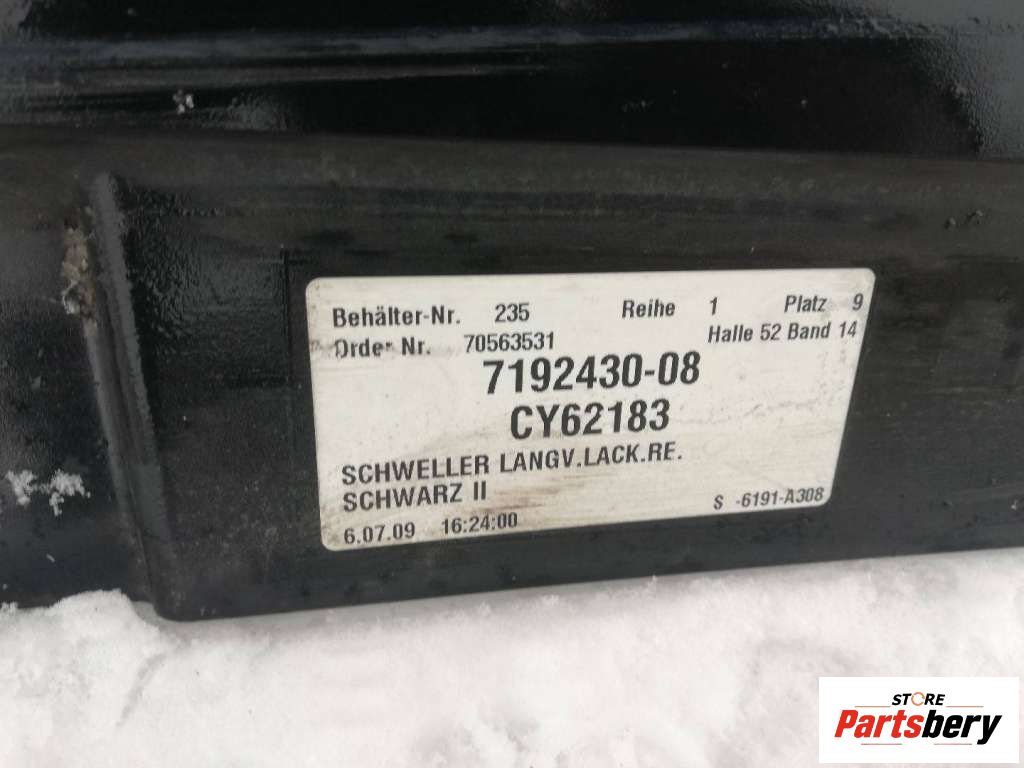 Behälter-Nr. 235 Reihe 1 Platz 9
Order Nr. 70563531 Halle 52 Band 14
7192430-08
CY62183
SCHWELLER LANGV.LACK.RE.
SCHWARZ II
6.07.09 16:24:00 S -6191-A308
STORE
Partsbery